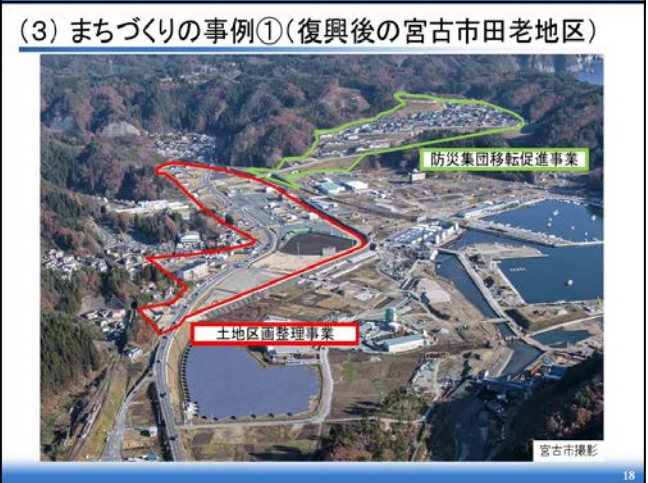 (3) まちづくりの事例①(復興後の宮古市田老地区)
防災集団移転促進事業
土地区画整理事業
宮古市撮影
18